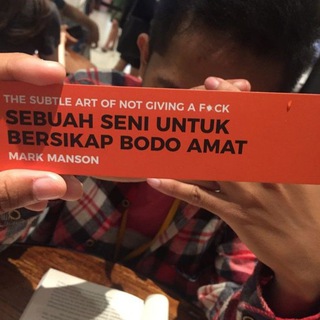 THE SUBTLE ART OF NOT GIVING A F*CK
SEBUAH SENI UNTUK
BERSIKAP BODO AMAT
MARK MANSON